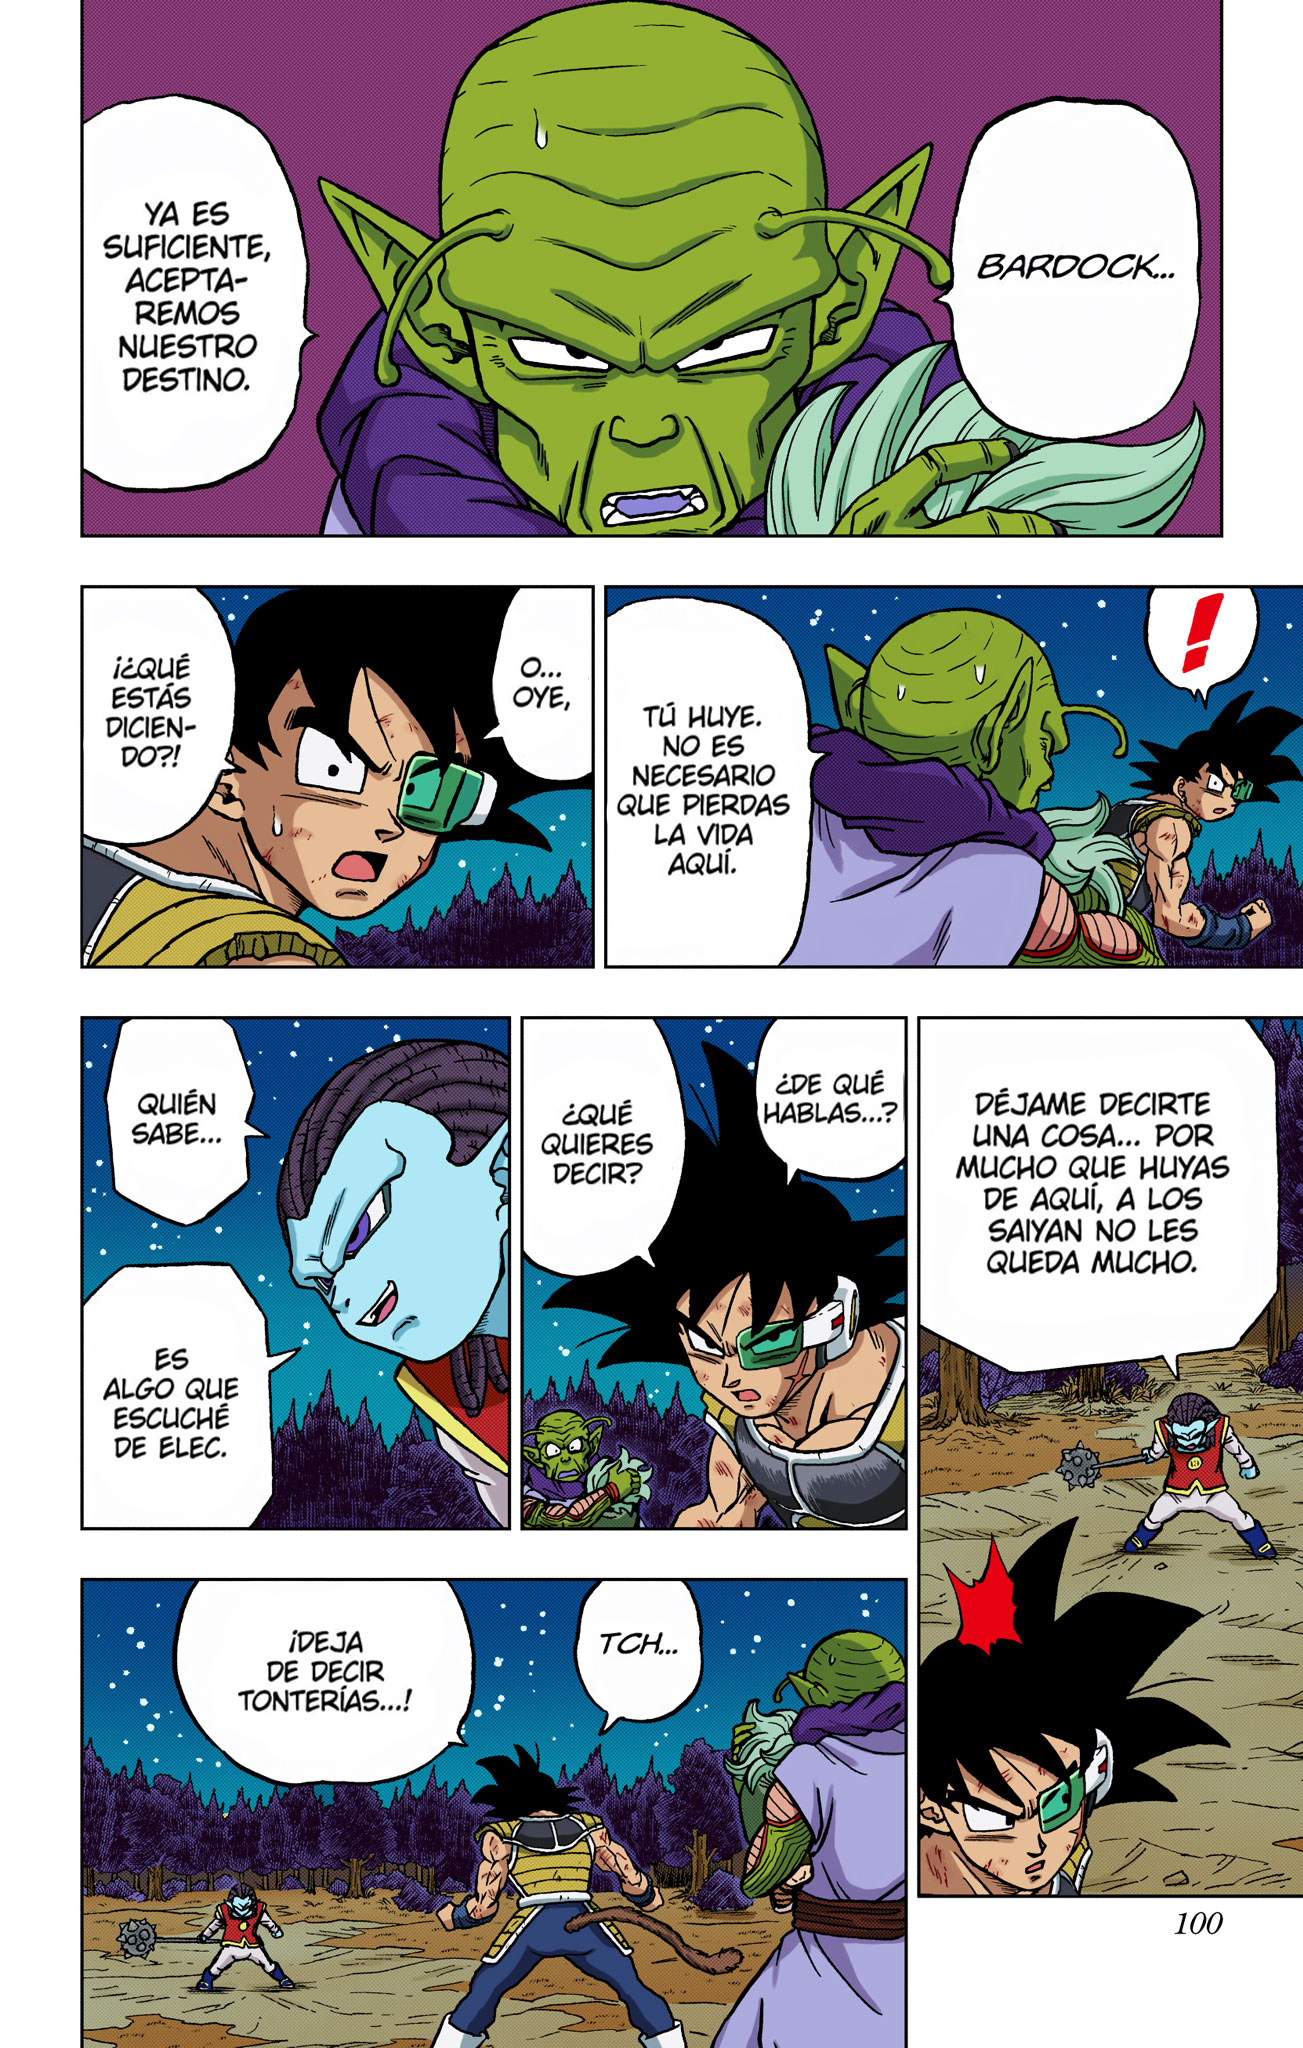 BARDOCK...
YA ES
SUFICIENTE,
ACEPTA-
REMOS
NUESTRO
DESTINO.
!
TÚ HUYE.
NO ES
NECESARIO
QUE PIERDAS
LA VIDA
AQUÍ.
O...
OYE,
¡¿QUÉ
ESTÁS
DICIEN-
DO?!
DÉJAME DECIRTE
UNA COSA... POR
MUCHO QUE HUYAS
DE AQUÍ, A LOS
SAIYAN NO LES
QUEDA MUCHO.
¿DE QUÉ
HABLAS...?
¿QUÉ
QUIERES
DECIR?
QUIÉN
SABE...
ES
ALGO QUE
ESCUCHÉ
DE ELEC.
TCH...
¡DEJA
DE DECIR
TONTERÍAS...!
100